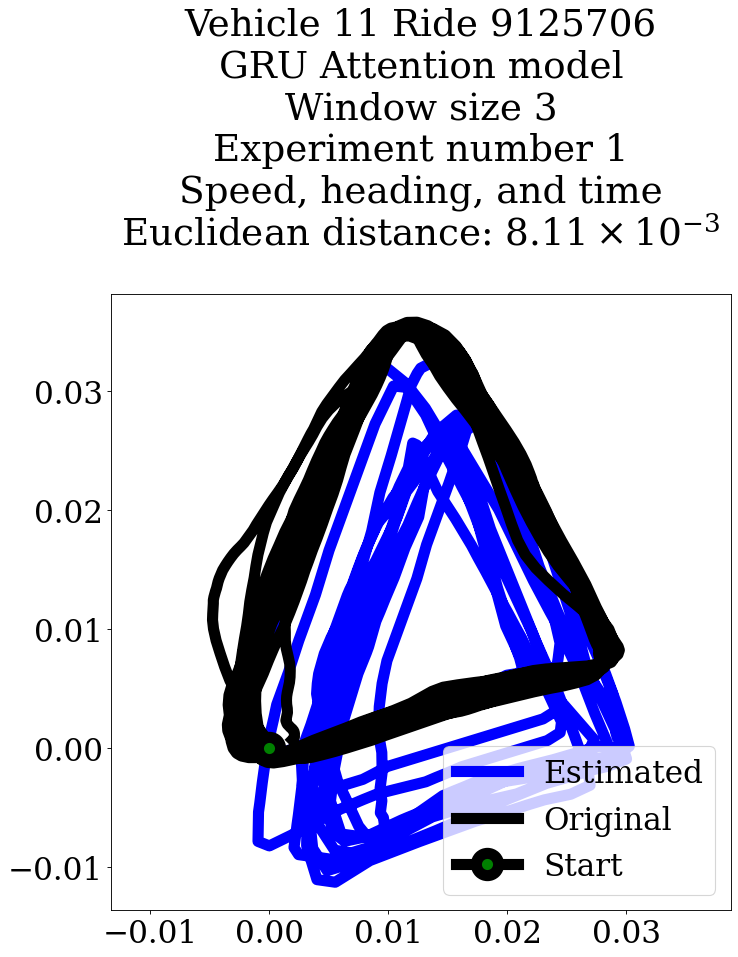 Vehicle 11 Ride 9125706
GRU Attention model
Window size 3
Experiment number 1
Speed, heading, and time
Euclidean distance: 8.11 × 10⁻³
0.03
0.02
0.01
0.00
−0.01
Estimated
Original
Start
−0.01 0.00 0.01 0.02 0.03